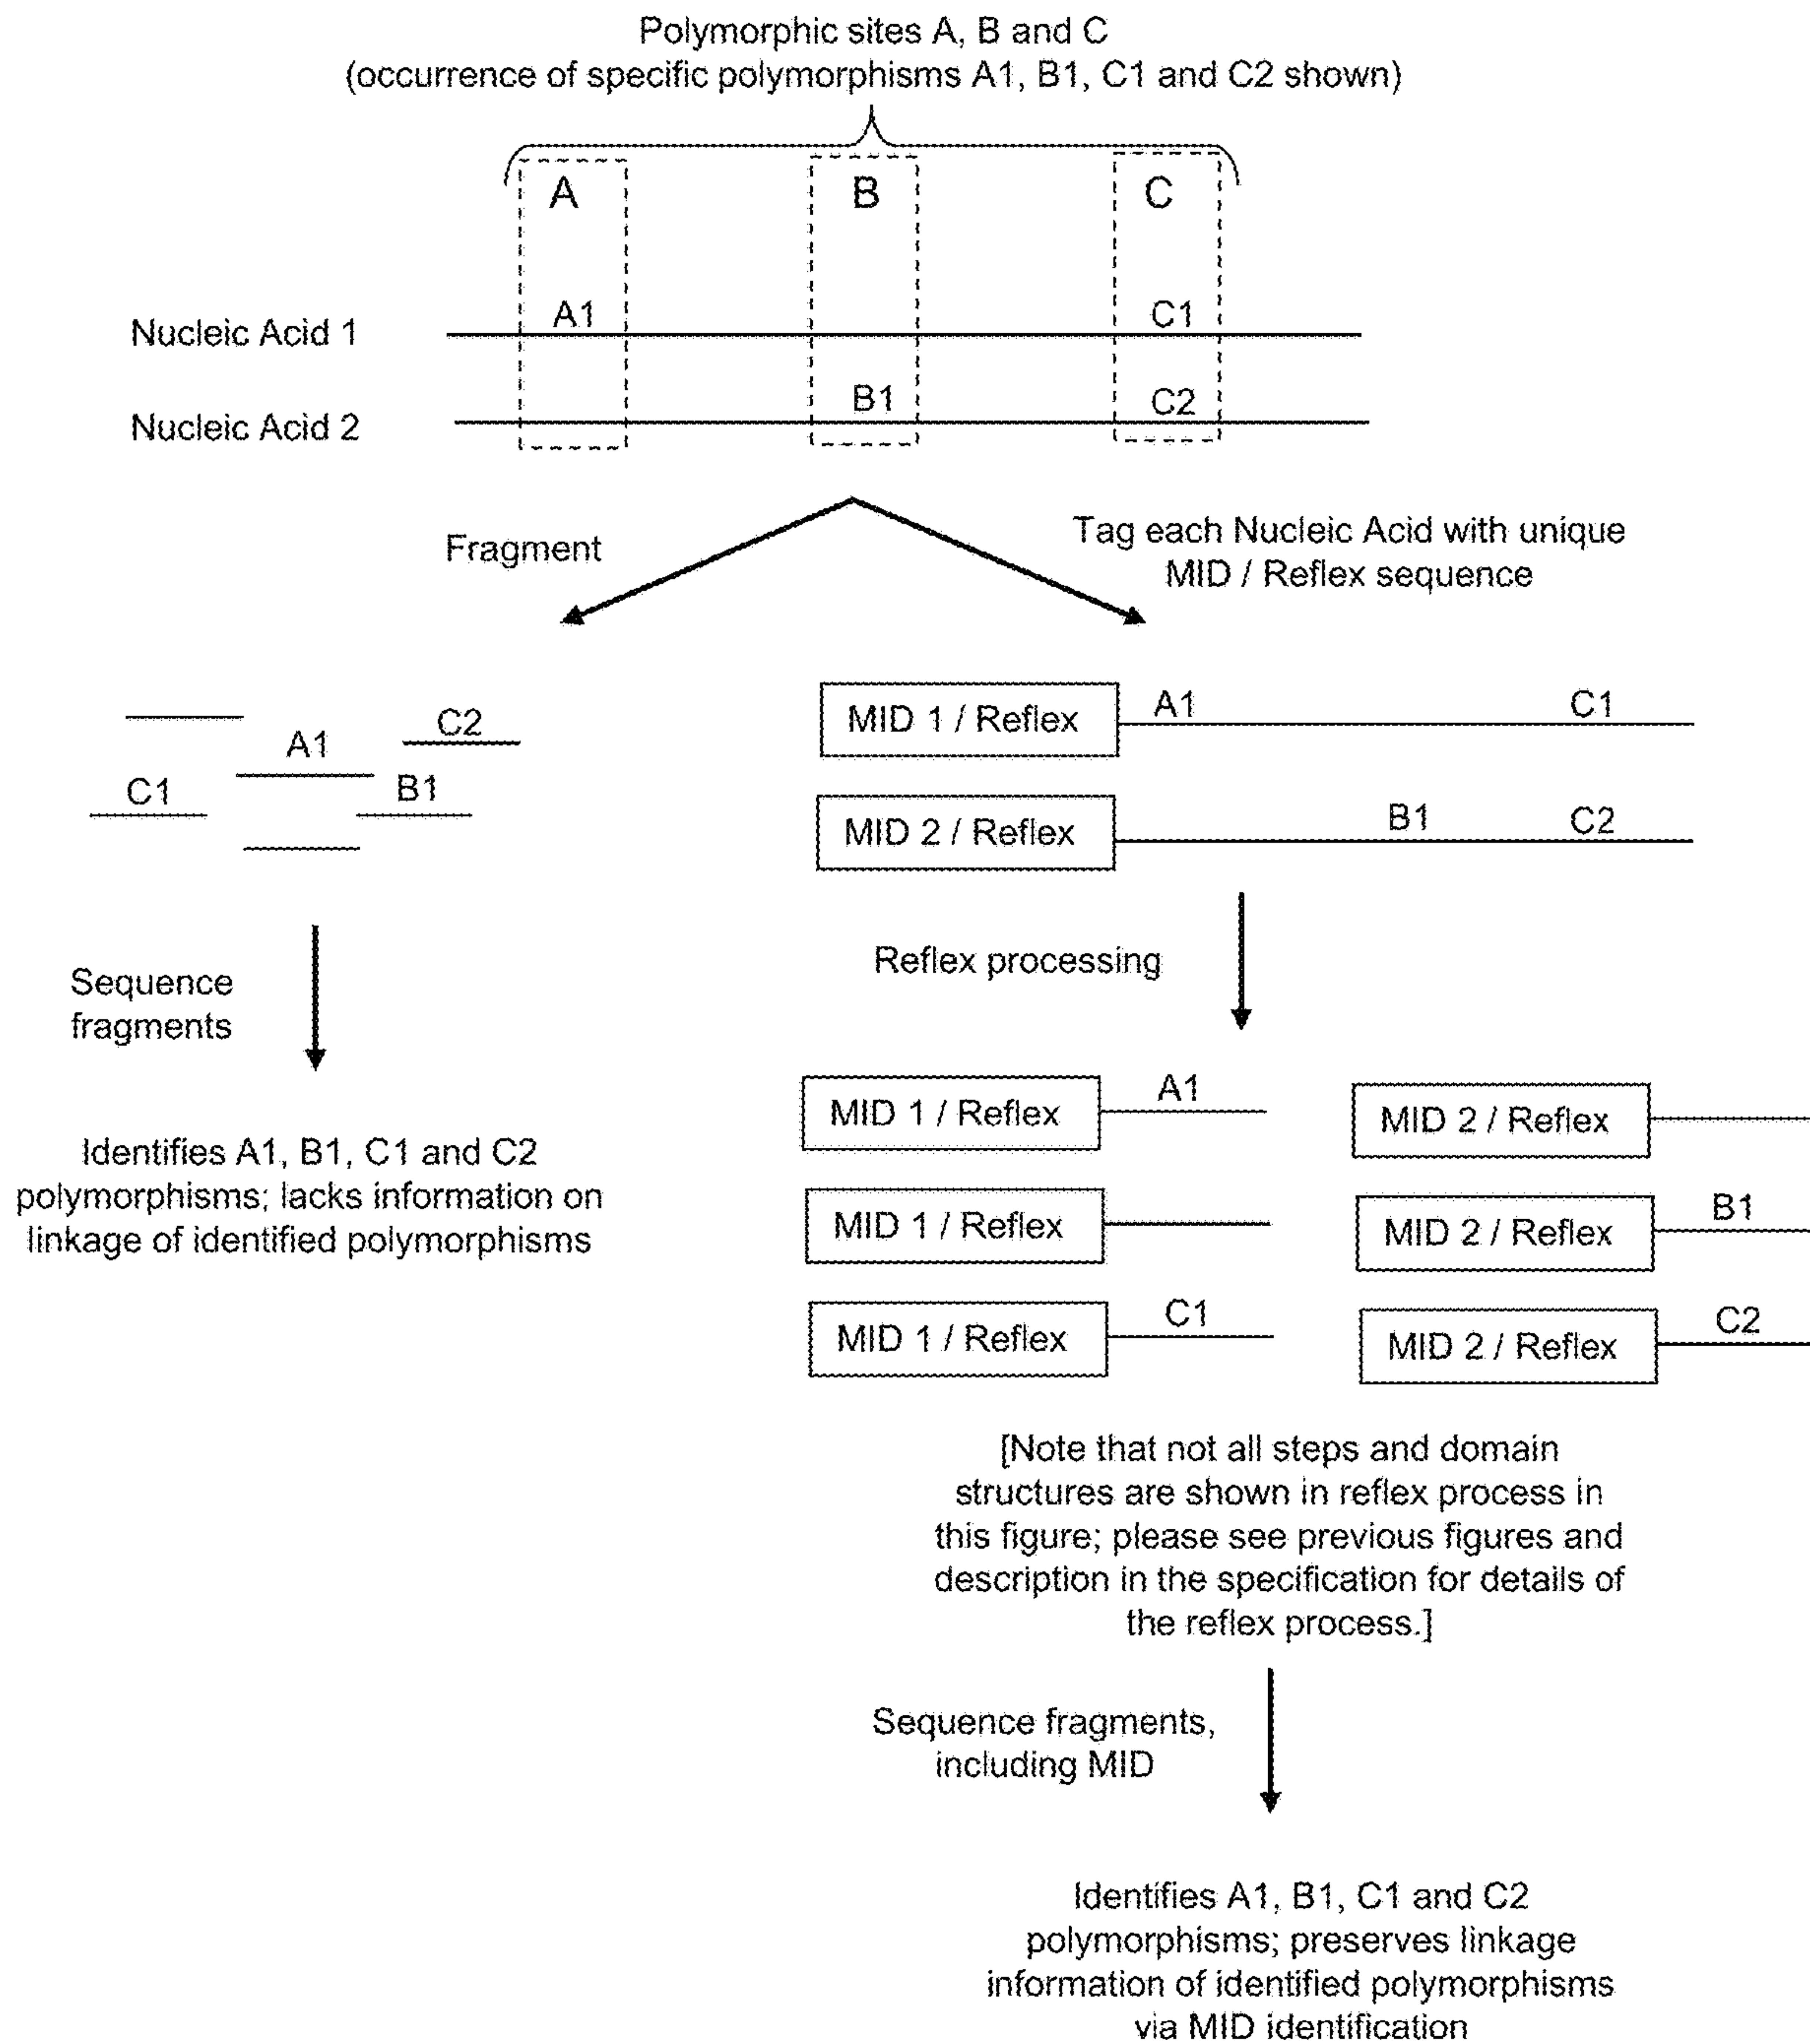 Polymorphic sites A, B and C
(occurrence of specific polymorphisms A1, B1, C1 and C2 shown)
A
B
C
A1
C1
Nucleic Acid 1
B1
C2
Nucleic Acid 2
Fragment
Tag each Nucleic Acid with unique
MID / Reflex sequence
C2
A1
C1
B1
MID 1 / Reflex
A1
C1
MID 2 / Reflex
B1
C2
Sequence
fragments
Reflex processing
Identifies A1, B1, C1 and C2
polymorphisms; lacks information on
linkage of identified polymorphisms
MID 1 / Reflex
A1
MID 2 / Reflex
MID 1 / Reflex
MID 2 / Reflex
B1
MID 1 / Reflex
C1
MID 2 / Reflex
C2
[Note that not all steps and domain
structures are shown in reflex process in
this figure; please see previous figures and
description in the specification for details of
the reflex process.]
Sequence fragments,
including MID
Identifies A1, B1, C1 and C2
polymorphisms; preserves linkage
information of identified polymorphisms
via MID identification